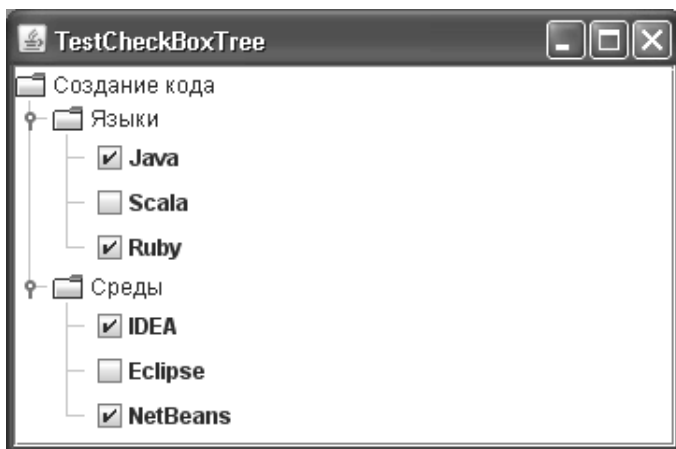 TestCheckBoxTree
Создание кода
Языки
Java
Scala
Ruby
Среды
IDEA
Eclipse
NetBeans